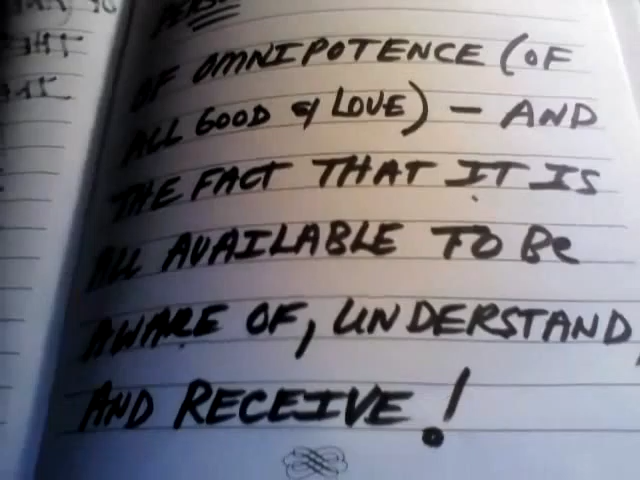 OF OMNIPOTENCE (OF
ALL GOOD & LOVE) – AND
THE FACT THAT IT IS
ALL AVAILABLE TO Be
AWARE OF, UNDERSTAND,
AND RECEIVE!